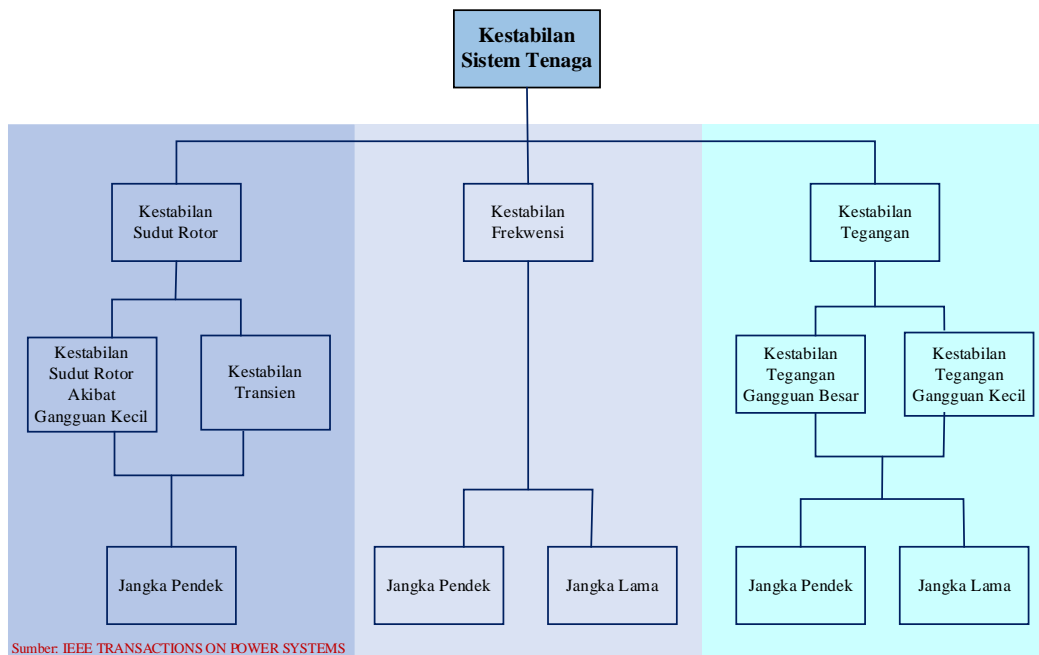 Kestabilan
Sistem Tenaga
Kestabilan
Sudut Rotor
Kestabilan
Frekwensi
Kestabilan
Tegangan
Kestabilan
Sudut Rotor
Akibat
Gangguan Kecil
Kestabilan
Transien
Kestabilan
Tegangan
Gangguan Besar
Kestabilan
Tegangan
Gangguan Kecil
Jangka Pendek
Jangka Pendek
Jangka Lama
Jangka Pendek
Jangka Lama
Sumber: IEEE TRANSACTIONS ON POWER SYSTEMS